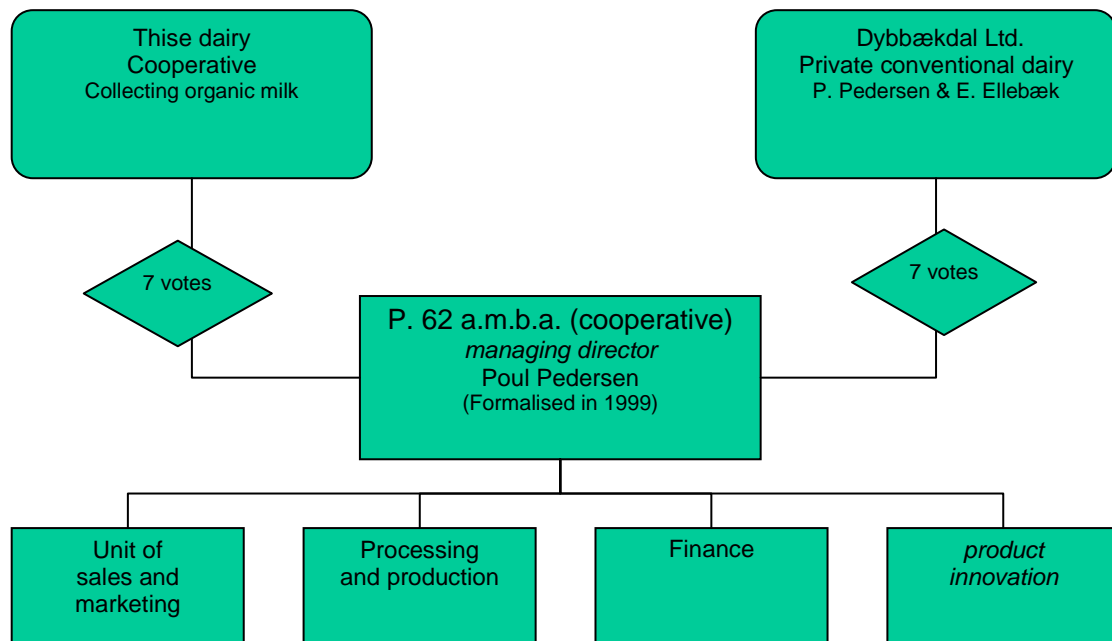 Thise dairy
Cooperative
Collecting organic milk
Dybbækdal Ltd.
Private conventional dairy
P. Pedersen & E. Ellebæk
7 votes
7 votes
P. 62 a.m.b.a. (cooperative)
managing director
Poul Pedersen
(Formalised in 1999)
Unit of
sales and
marketing
Processing
and production
Finance
product
innovation